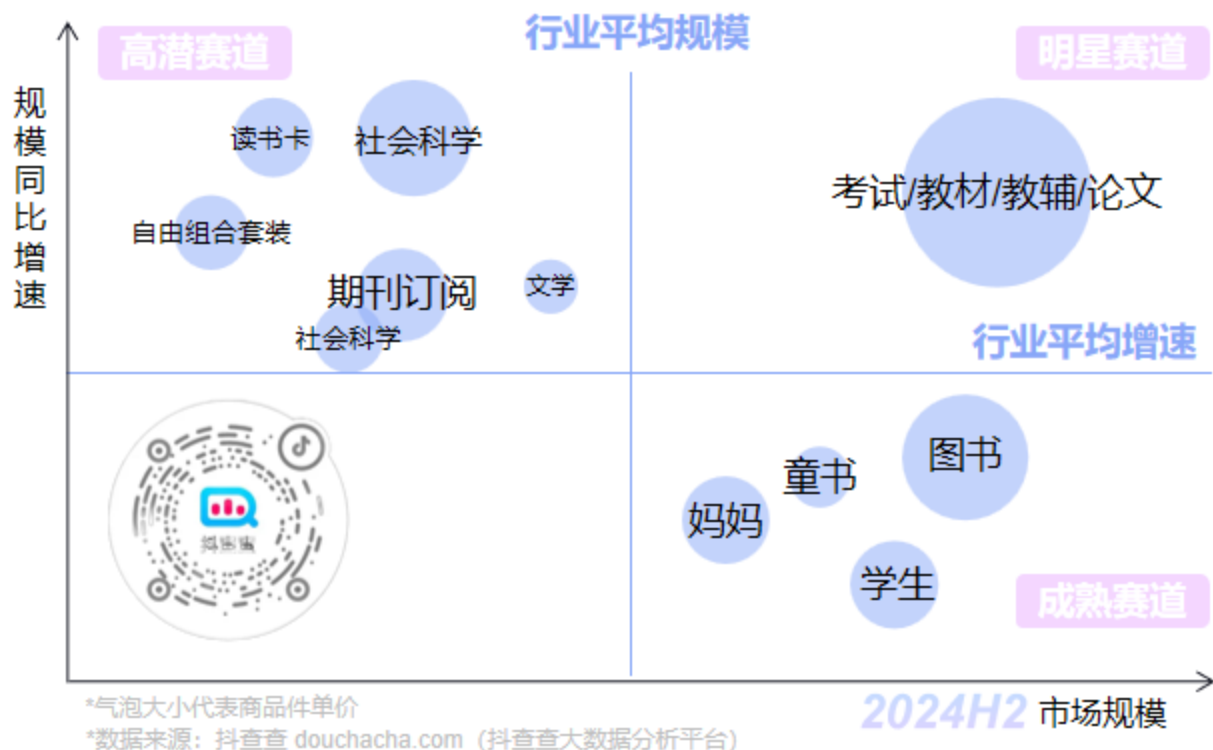 行业平均规模
高潜赛道
明星赛道
规模同比增速
读书卡
社会科学
考试/教材/教辅/论文
自由组合套装
期刊订阅
文学
社会科学
行业平均增速
图书
童书
妈妈
学生
成熟赛道
*气泡大小代表商品件单价
2024H2 市场规模
*数据来源：抖查查 douchacha.com（抖查查大数据分析平台）